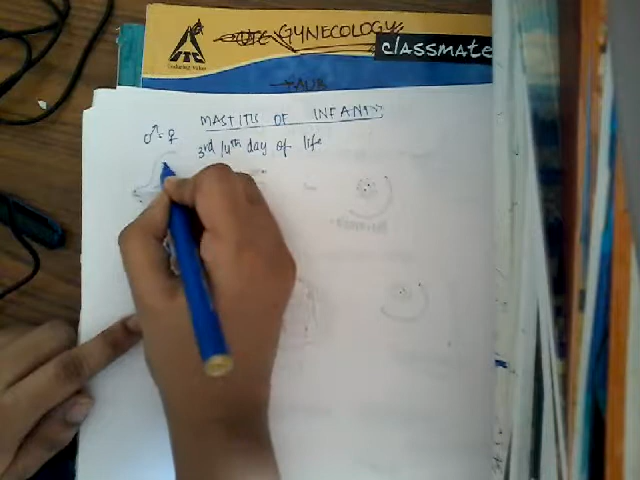 GYNECOLOGY
classmate
MASTITIS OF INFANTS
♂ = ♀
3rd/4th day of life